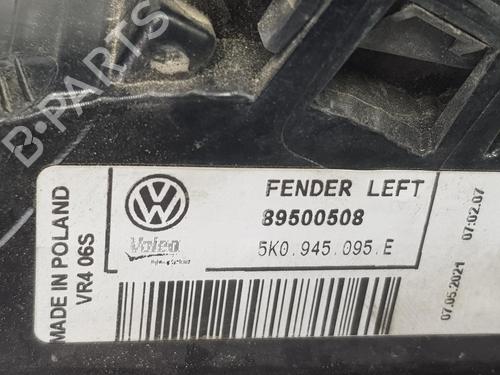 B-PARTS
FENDER LEFT
89500508
5K0.945.095.E
Valeo
MADE IN POLAND
VR4 06S
07.05.2021
07:02.07